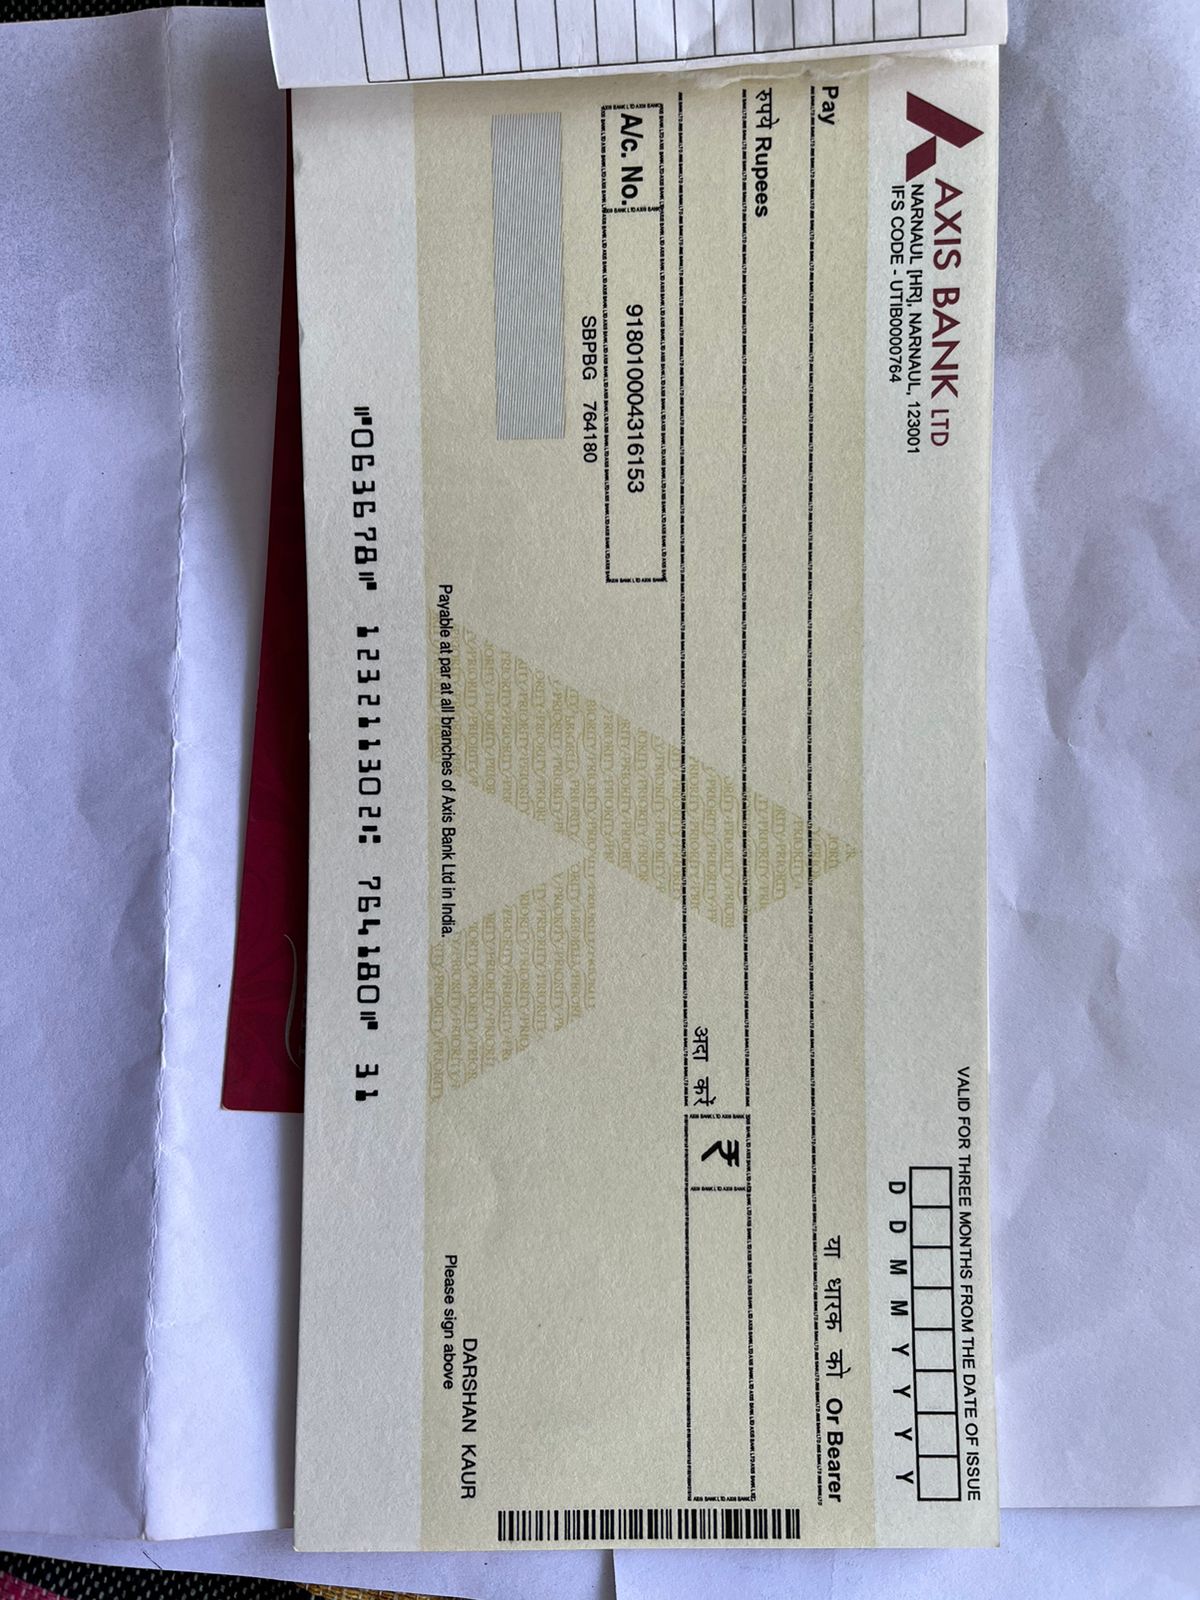 AXIS BANK LTD
NARNAUL [HR], NARNAUL, 123001
IFS CODE - UTIB0000764
VALID FOR THREE MONTHS FROM THE DATE OF ISSUE
D D M M Y Y Y Y
Pay
या धारक को Or Bearer
रुपये Rupees
अदा करें ₹
A/c. No. 918010004316153
SBPBG 764180
DARSHAN KAUR
Payable at par at all branches of Axis Bank Ltd in India.
Please sign above
⑈063678⑈ 123211302⑆ 764180⑈ 31